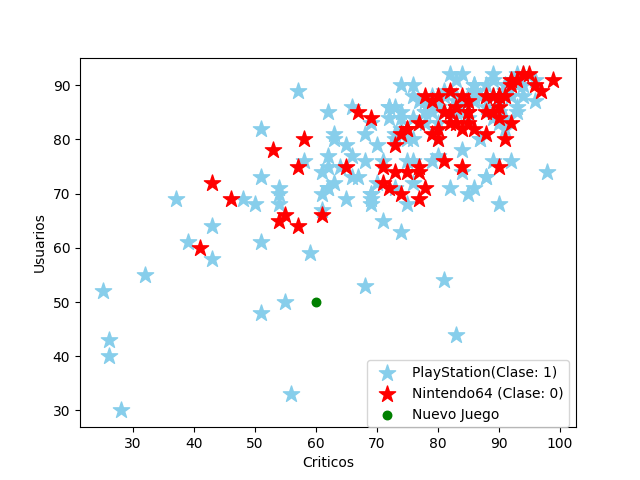 90
80
70
60
50
40
30
Usuarios
PlayStation(Clase: 1)
Nintendo64 (Clase: 0)
Nuevo Juego
30 40 50 60 70 80 90 100
Criticos